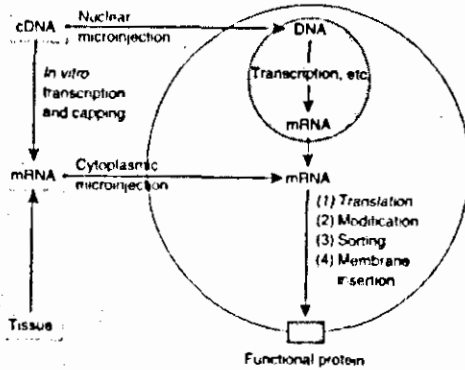 cDNA
Nuclear
microinjection
DNA
In vitro
transcription
and capping
Transcription, etc.
mRNA
mRNA
Cytoplasmic
microinjection
mRNA
(1) Translation
(2) Modification
(3) Sorting
(4) Membrane
insertion
Tissue
Functional protein